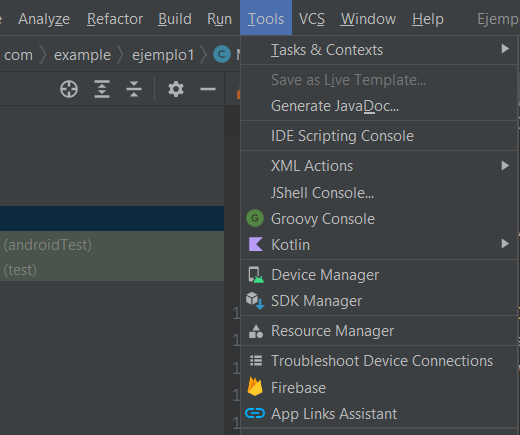 Analyze Refactor Build Run Tools VCS Window Help Ejemp
com example ejemplo1 C
Tasks & Contexts
Save as Live Template...
Generate JavaDoc...
IDE Scripting Console
XML Actions
JShell Console...
G Groovy Console
(androidTest) Kotlin
(test)
Device Manager
SDK Manager
Resource Manager
Troubleshoot Device Connections
Firebase
App Links Assistant